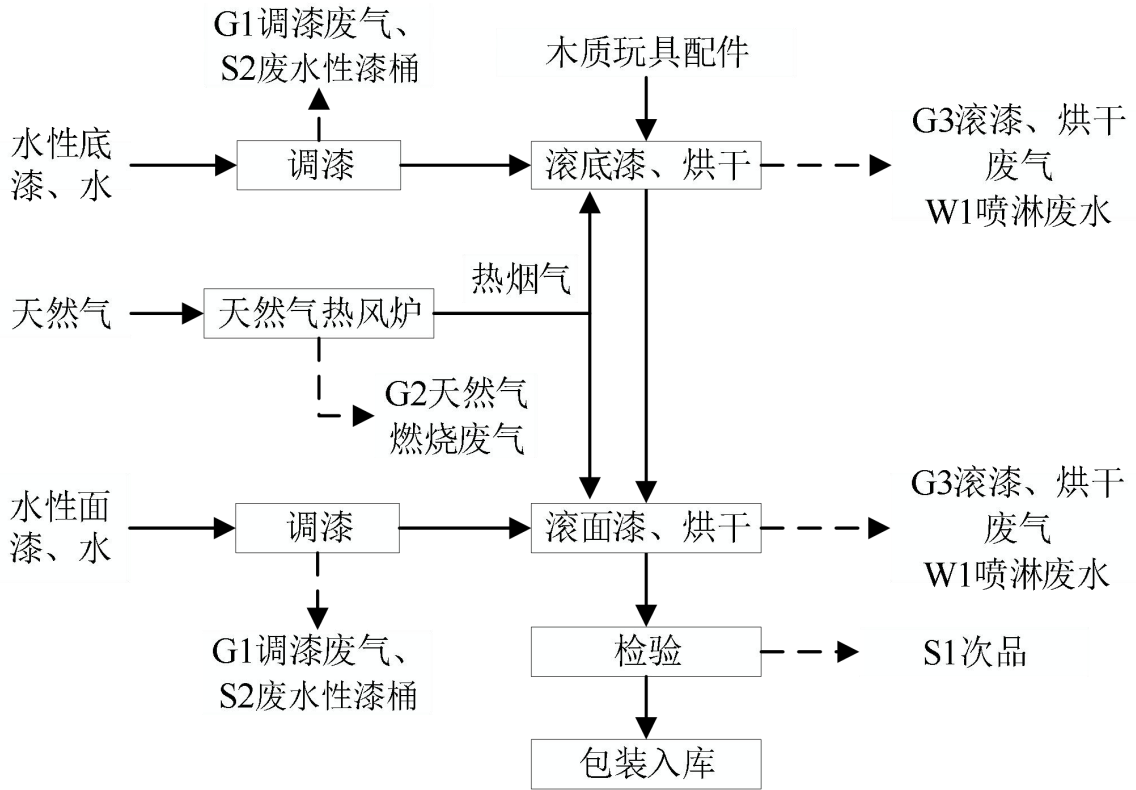 G1调漆废气、
S2废水性漆桶
木质玩具配件
水性底
漆、水
调漆
滚底漆、烘干
G3滚漆、烘干
废气
W1喷淋废水
热烟气
天然气
天然气热风炉
G2天然气
燃烧废气
水性面
漆、水
调漆
滚面漆、烘干
G3滚漆、烘干
废气
W1喷淋废水
G1调漆废气、
S2废水性漆桶
检验
S1次品
包装入库